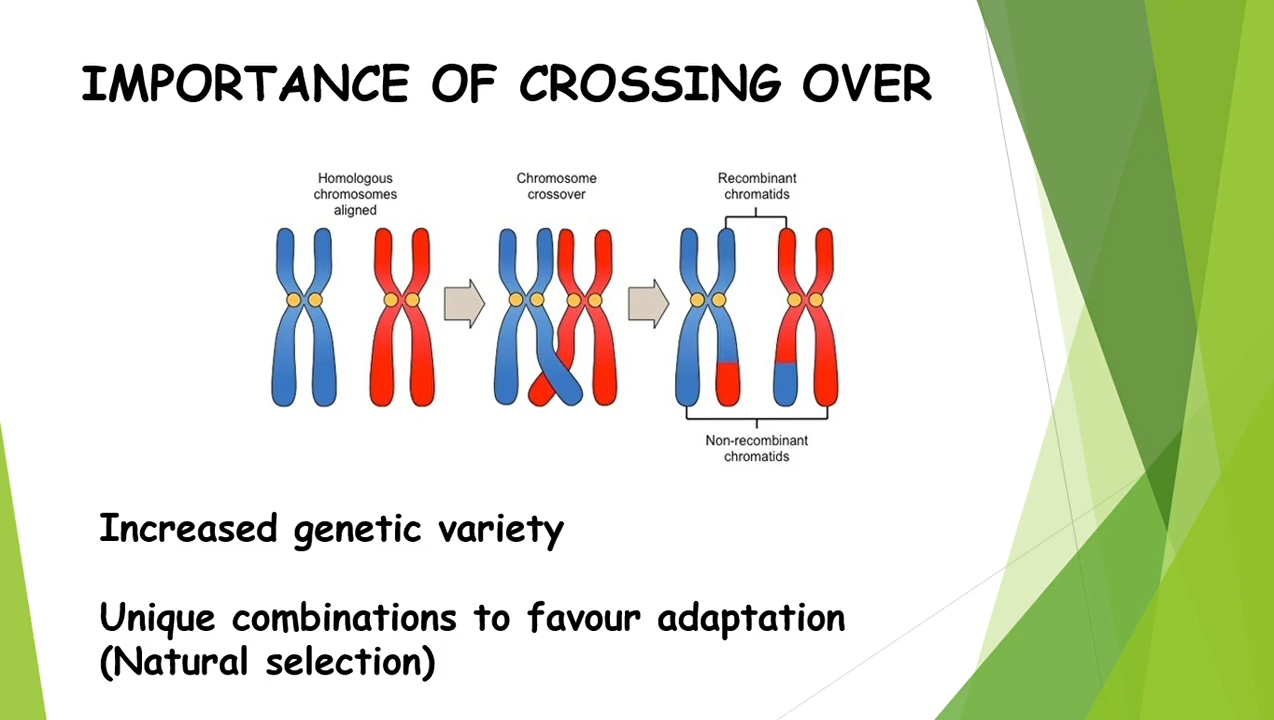 IMPORTANCE OF CROSSING OVER
Homologous
chromosomes
aligned
Chromosome
crossover
Recombinant
chromatids
Non-recombinant
chromatids
Increased genetic variety
Unique combinations to favour adaptation
(Natural selection)